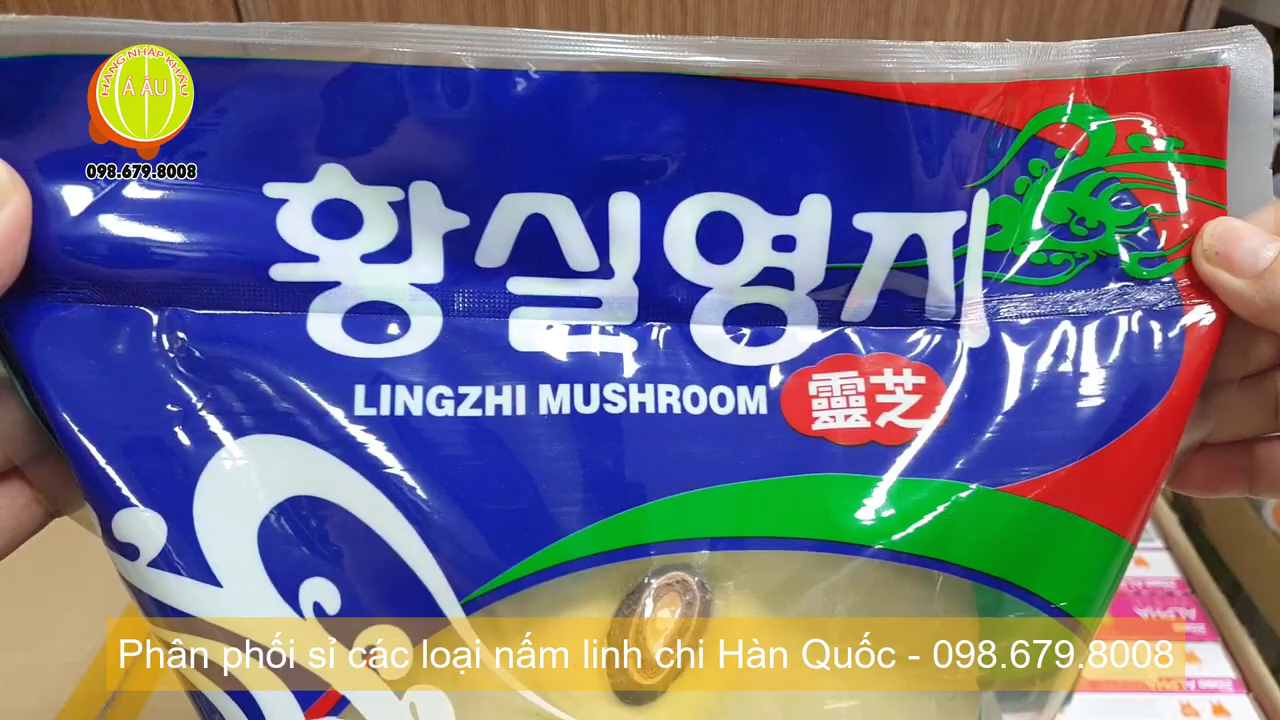 HÀNG NHẬP KHẨU
Á ÂU
098.679.8008
황실영지
LINGZHI MUSHROOM 靈芝
ALPHA
Phân phối sỉ các loại nấm linh chi Hàn Quốc - 098.679.8008